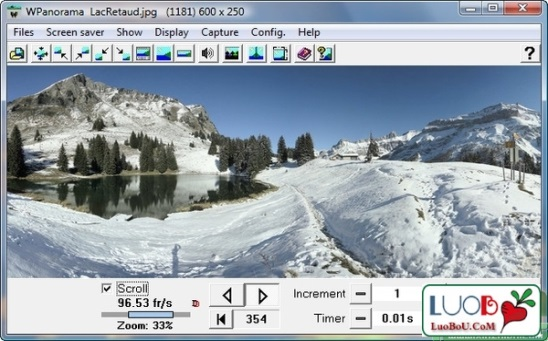 WPanorama LacRetaud.jpg (1181) 600 x 250
Files Screen saver Show Display Capture Config. Help
?
Scroll
96.53 fr/s
Zoom: 33%
354
Increment 1
Timer 0.01s
LUOB
LuoBoU.CoM